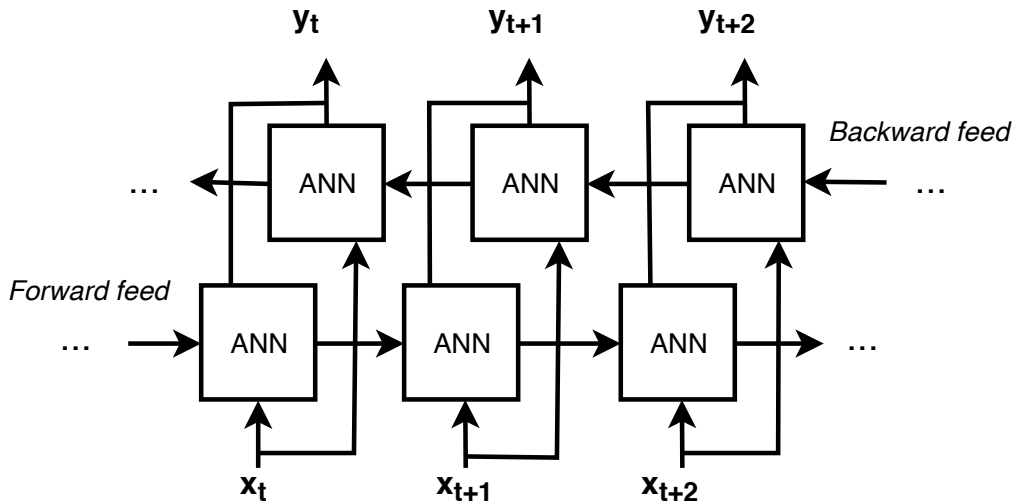 yt yt+1 yt+2
Backward feed
... ANN ANN ANN ...
Forward feed
... ANN ANN ANN ...
xt xt+1 xt+2